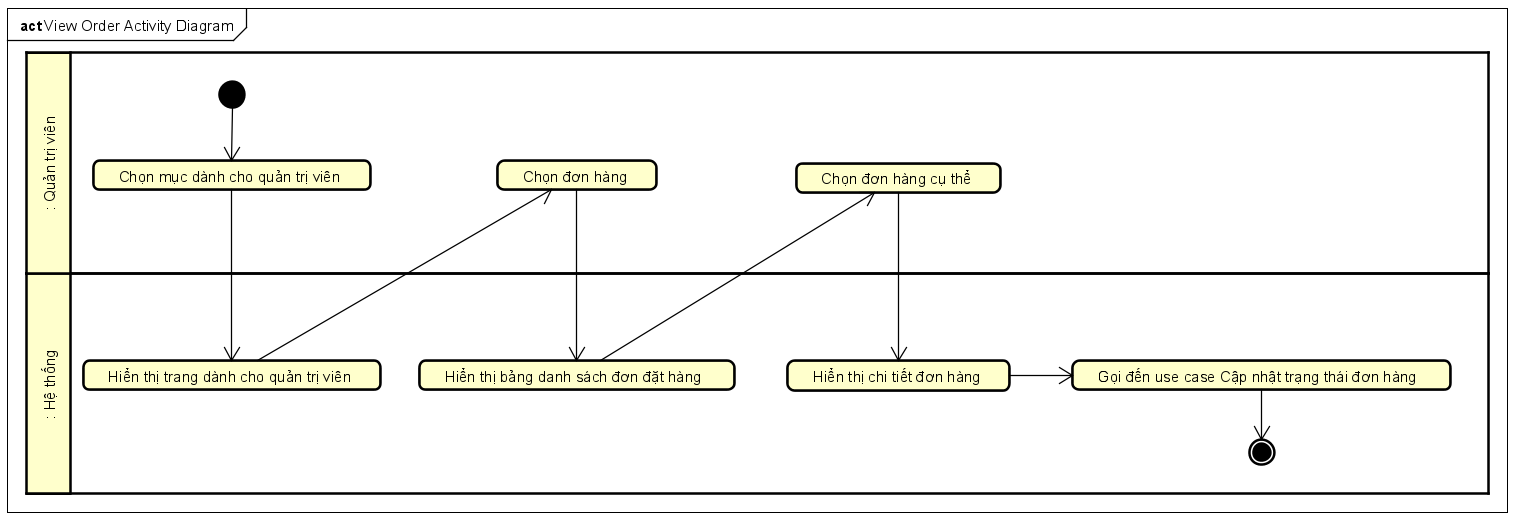 act View Order Activity Diagram
: Quản trị viên
Chọn mục dành cho quản trị viên
Chọn đơn hàng
Chọn đơn hàng cụ thể
: Hệ thống
Hiển thị trang dành cho quản trị viên
Hiển thị bảng danh sách đơn đặt hàng
Hiển thị chi tiết đơn hàng
Gọi đến use case Cập nhật trạng thái đơn hàng